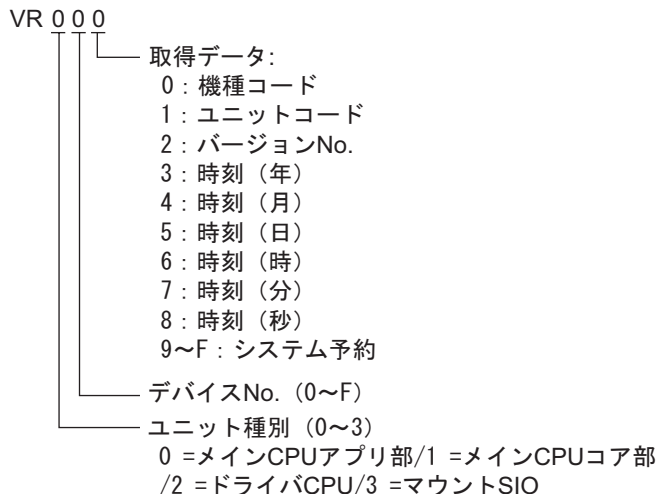 VR 0 0 0
取得データ:
0：機種コード
1：ユニットコード
2：バージョンNo.
3：時刻（年）
4：時刻（月）
5：時刻（日）
6：時刻（時）
7：時刻（分）
8：時刻（秒）
9～F：システム予約
デバイスNo.（0～F）
ユニット種別（0～3）
0 =メインCPUアプリ部/1 =メインCPUコア部
/2 =ドライバCPU/3 =マウントSIO